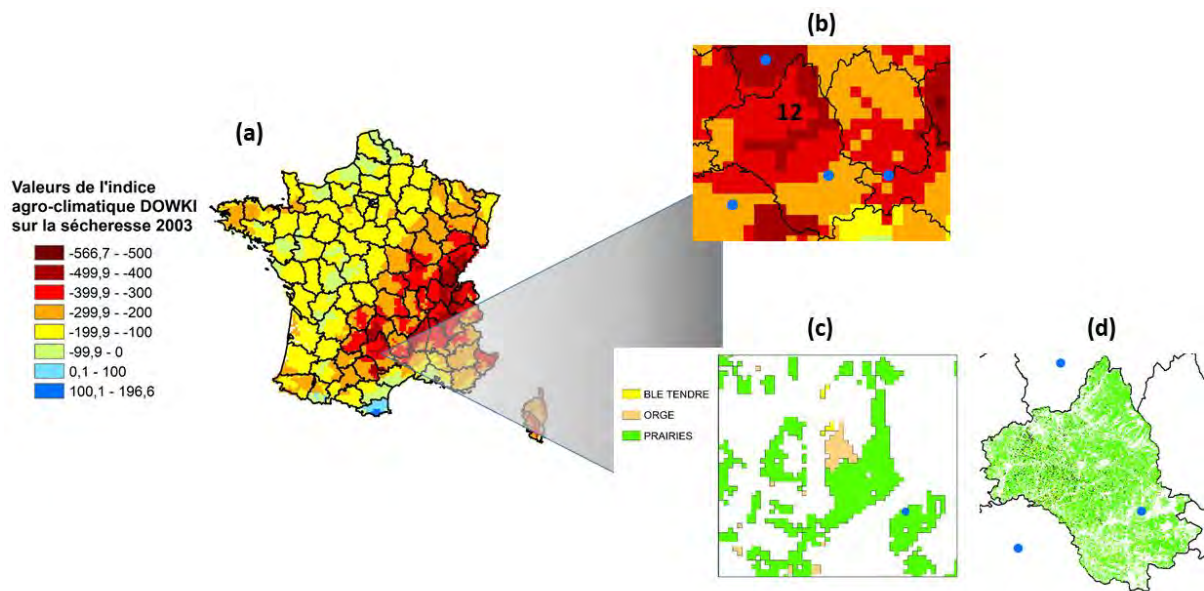 (a)
Valeurs de l'indice
agro-climatique DOWKI
sur la sécheresse 2003
-566,7 - -500
-499,9 - -400
-399,9 - -300
-299,9 - -200
-199,9 - -100
-99,9 - 0
0,1 - 100
100,1 - 196,6
(b)
12
(c)
BLE TENDRE
ORGE
PRAIRIES
(d)